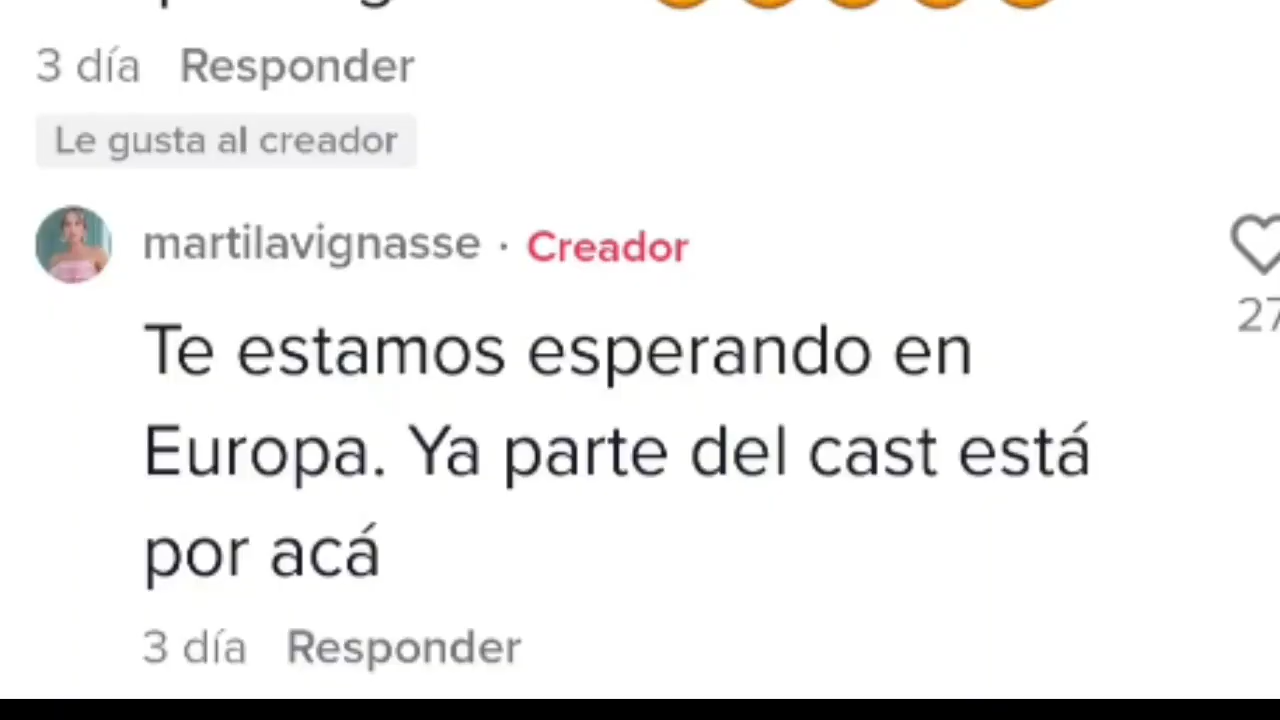 3 día Responder
Le gusta al creador
martilavignasse · Creador
Te estamos esperando en
Europa. Ya parte del cast está
por acá
27
3 día Responder